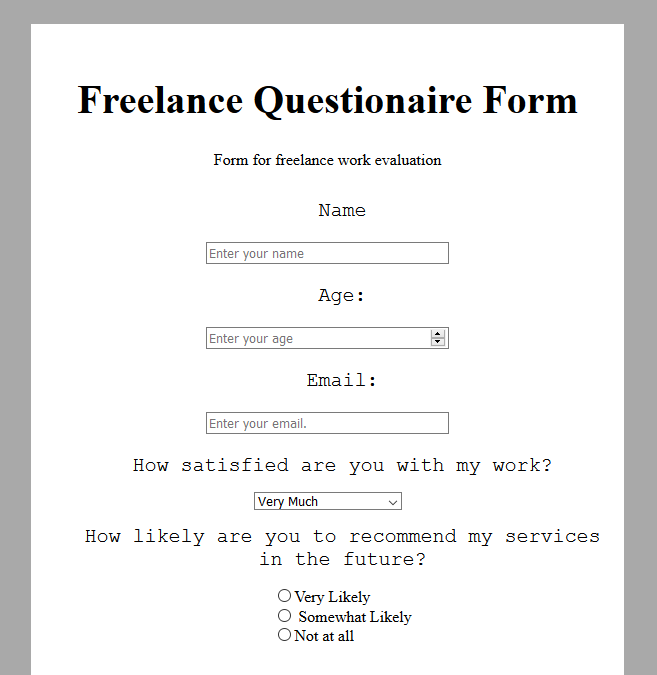 Freelance Questionaire Form
Form for freelance work evaluation
Name
Enter your name
Age:
Enter your age
Email:
Enter your email.
How satisfied are you with my work?
Very Much
How likely are you to recommend my services
in the future?
Very Likely
Somewhat Likely
Not at all